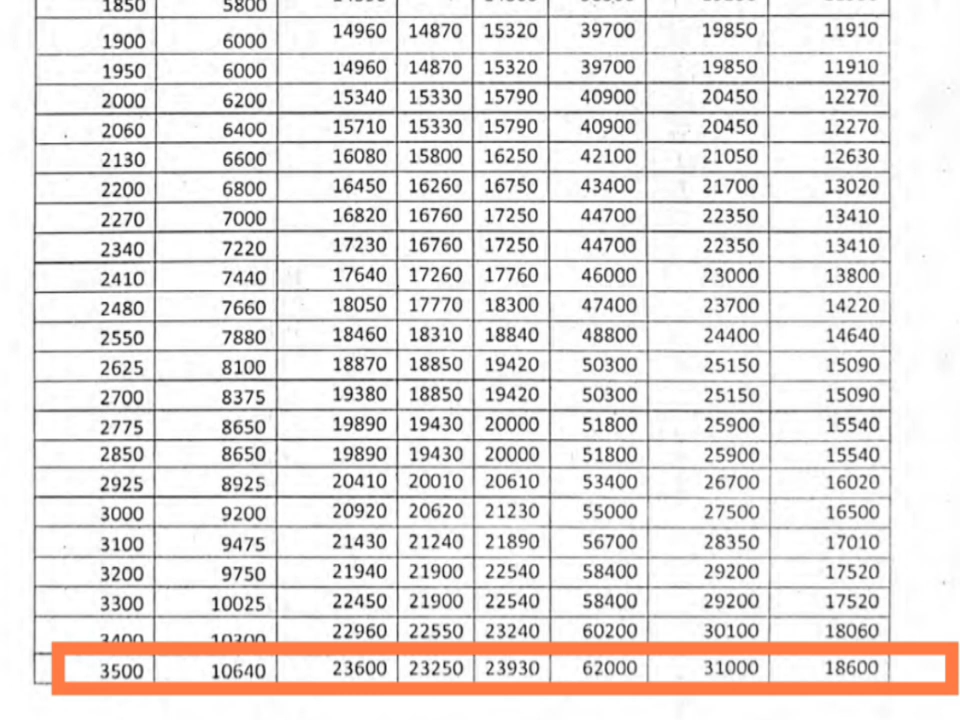 1850 5800
1900 6000 14960 14870 15320 39700 19850 11910
1950 6000 14960 14870 15320 39700 19850 11910
2000 6200 15340 15330 15790 40900 20450 12270
2060 6400 15710 15330 15790 40900 20450 12270
2130 6600 16080 15800 16250 42100 21050 12630
2200 6800 16450 16260 16750 43400 21700 13020
2270 7000 16820 16760 17250 44700 22350 13410
2340 7220 17230 16760 17250 44700 22350 13410
2410 7440 17640 17260 17760 46000 23000 13800
2480 7660 18050 17770 18300 47400 23700 14220
2550 7880 18460 18310 18840 48800 24400 14640
2625 8100 18870 18850 19420 50300 25150 15090
2700 8375 19380 18850 19420 50300 25150 15090
2775 8650 19890 19430 20000 51800 25900 15540
2850 8650 19890 19430 20000 51800 25900 15540
2925 8925 20410 20010 20610 53400 26700 16020
3000 9200 20920 20620 21230 55000 27500 16500
3100 9475 21430 21240 21890 56700 28350 17010
3200 9750 21940 21900 22540 58400 29200 17520
3300 10025 22450 21900 22540 58400 29200 17520
3400 10300 22960 22550 23240 60200 30100 18060
3500 10640 23600 23250 23930 62000 31000 18600